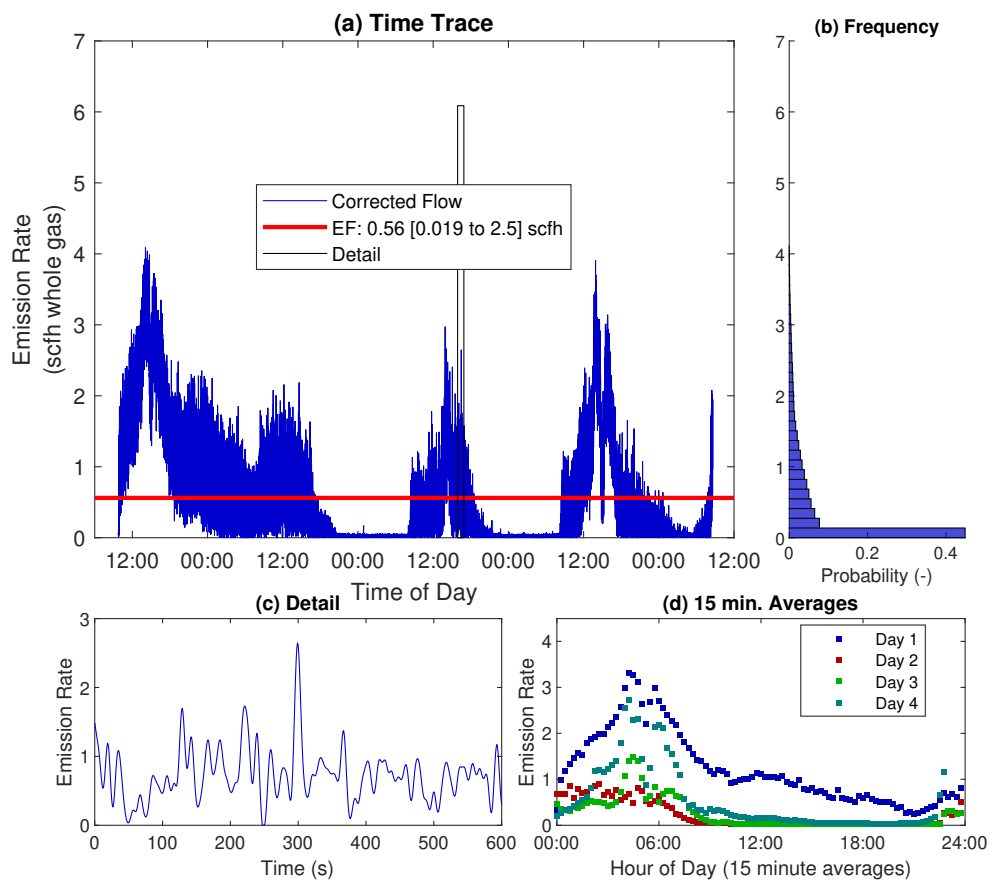 (a) Time Trace
7
6
5
4
3
2
1
0
Emission Rate
(scfh whole gas)
Corrected Flow
EF: 0.56 [0.019 to 2.5] scfh
Detail
12:00 00:00 12:00 00:00 12:00 00:00 12:00 00:00 12:00
Time of Day
(b) Frequency
7
6
5
4
3
2
1
0
0 0.2 0.4
Probability (-)
(c) Detail
3
2
1
0
Emission Rate
0 100 200 300 400 500 600
Time (s)
(d) 15 min. Averages
4
3
2
1
0
Emission Rate
Day 1
Day 2
Day 3
Day 4
00:00 06:00 12:00 18:00 24:00
Hour of Day (15 minute averages)